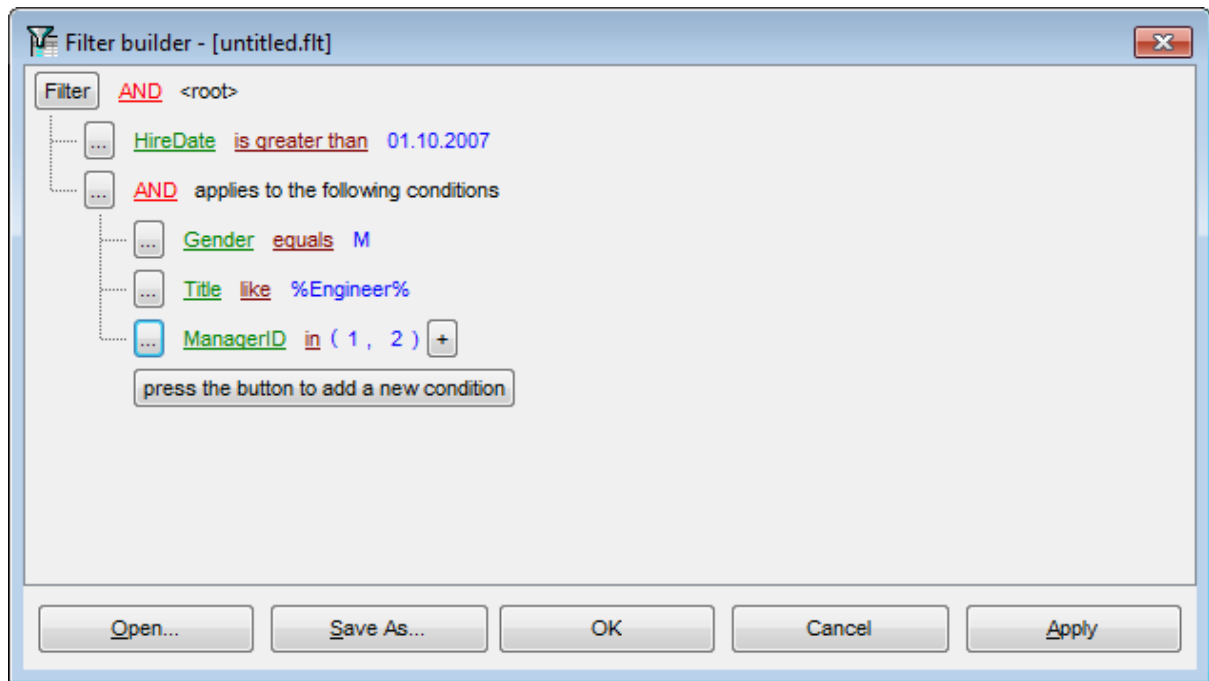 Filter builder - [untitled.flt]
Filter AND <root>
... HireDate is greater than 01.10.2007
... AND applies to the following conditions
... Gender equals M
... Title like %Engineer%
... ManagerID in ( 1 , 2 ) +
press the button to add a new condition
Open... Save As... OK Cancel Apply